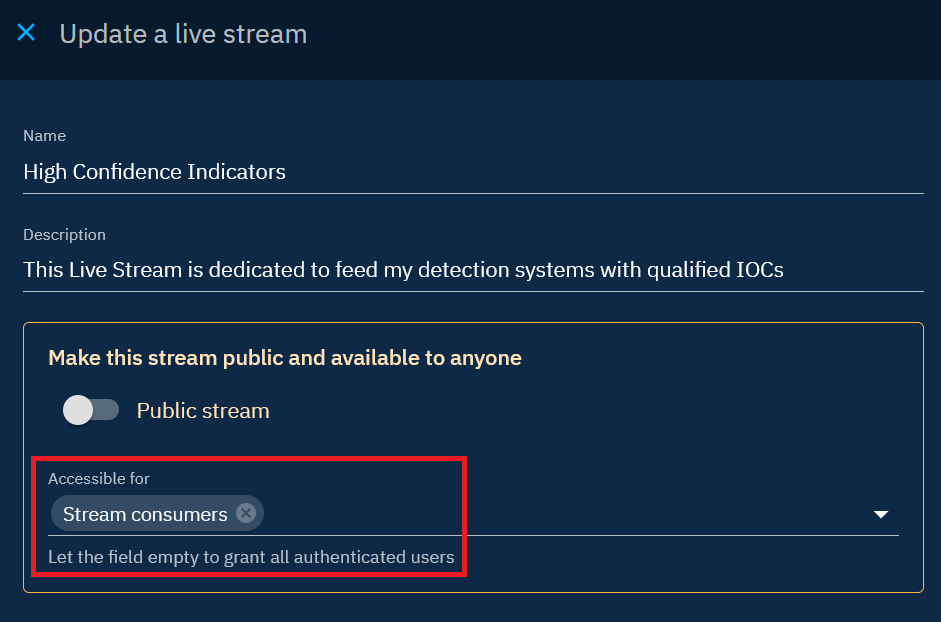 Update a live stream
Name
High Confidence Indicators
Description
This Live Stream is dedicated to feed my detection systems with qualified IOCs
Make this stream public and available to anyone
Public stream
Accessible for
Stream consumers
Let the field empty to grant all authenticated users